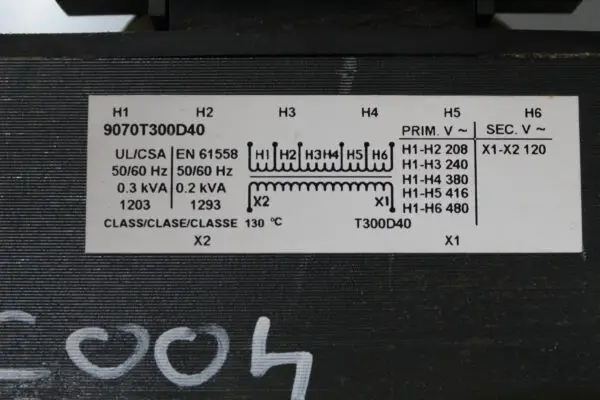 H1 H2 H3 H4 H5 H6
9070T300D40
PRIM. V ~ SEC. V ~
UL/CSA EN 61558
50/60 Hz 50/60 Hz
0.3 kVA 0.2 kVA
1203 1293
H1 H2 H3 H4 H5 H6
X2 X1
H1-H2 208 X1-X2 120
H1-H3 240
H1-H4 380
H1-H5 416
H1-H6 480
CLASS/CLASE/CLASSE 130 °C T300D40
X2 X1
004